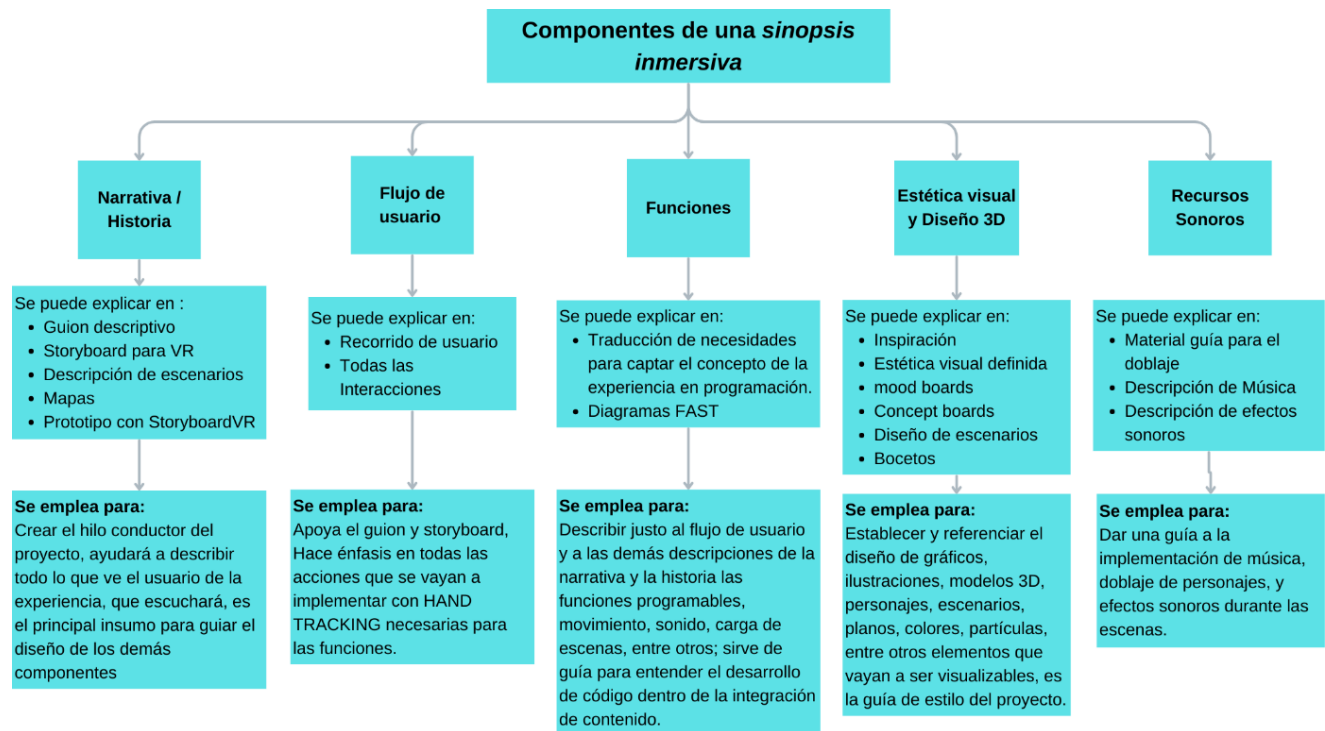 Componentes de una sinopsis
inmersiva
Narrativa /
Historia
Se puede explicar en :
• Guion descriptivo
• Storyboard para VR
• Descripción de escenarios
• Mapas
• Prototipo con StoryboardVR
Se emplea para:
Crear el hilo conductor del
proyecto, ayudará a describir
todo lo que ve el usuario de la
experiencia, que escuchará, es
el principal insumo para guiar el
diseño de los demás
componentes
Flujo de
usuario
Se puede explicar en:
• Recorrido de usuario
• Todas las
Interacciones
Se emplea para:
Apoya el guion y storyboard,
Hace énfasis en todas las
acciones que se vayan a
implementar con HAND
TRACKING necesarias para
las funciones.
Funciones
Se puede explicar en:
• Traducción de necesidades
para captar el concepto de la
experiencia en programación.
• Diagramas FAST
Se emplea para:
Describir justo al flujo de usuario
y a las demás descripciones de la
narrativa y la historia las
funciones programables,
movimiento, sonido, carga de
escenas, entre otros; sirve de
guía para entender el desarrollo
de código dentro de la integración
de contenido.
Estética visual
y Diseño 3D
Se puede explicar en:
• Inspiración
• Estética visual definida
• mood boards
• Concept boards
• Diseño de escenarios
• Bocetos
Se emplea para:
Establecer y referenciar el
diseño de gráficos,
ilustraciones, modelos 3D,
personajes, escenarios,
planos, colores, partículas,
entre otros elementos que
vayan a ser visualizables, es
la guía de estilo del proyecto.
Recursos
Sonoros
Se puede explicar en:
• Material guía para el
doblaje
• Descripción de Música
• Descripción de efectos
sonoros
Se emplea para:
Dar una guía a la
implementación de música,
doblaje de personajes, y
efectos sonoros durante las
escenas.